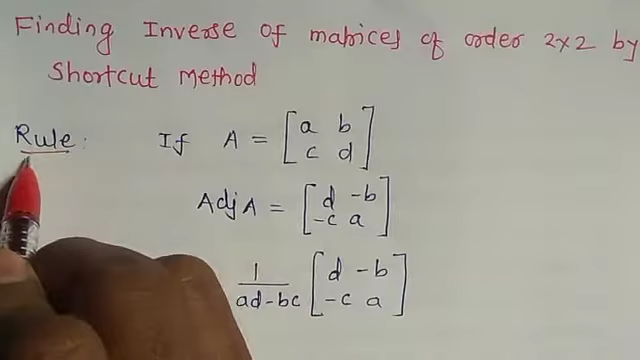 Finding Inverse of matrices of order 2x2 by
Shortcut Method
Rule: If A = [a b
c d]
Adj A = [d -b
-c a]
1/ad-bc [d -b
-c a]